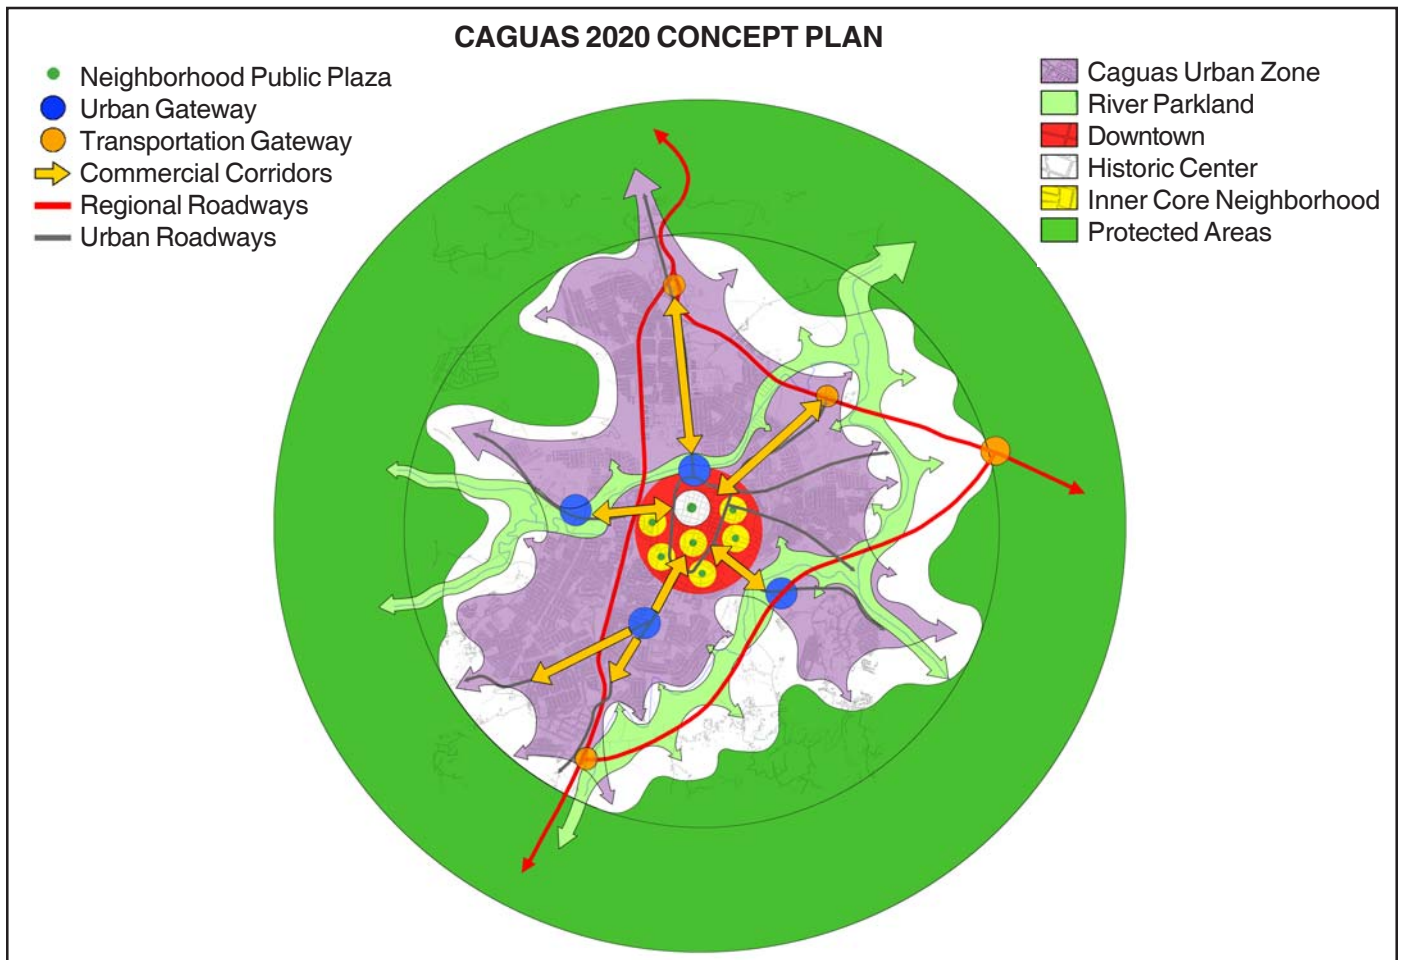 CAGUAS 2020 CONCEPT PLAN
Neighborhood Public Plaza
Urban Gateway
Transportation Gateway
Commercial Corridors
Regional Roadways
Urban Roadways
Caguas Urban Zone
River Parkland
Downtown
Historic Center
Inner Core Neighborhood
Protected Areas